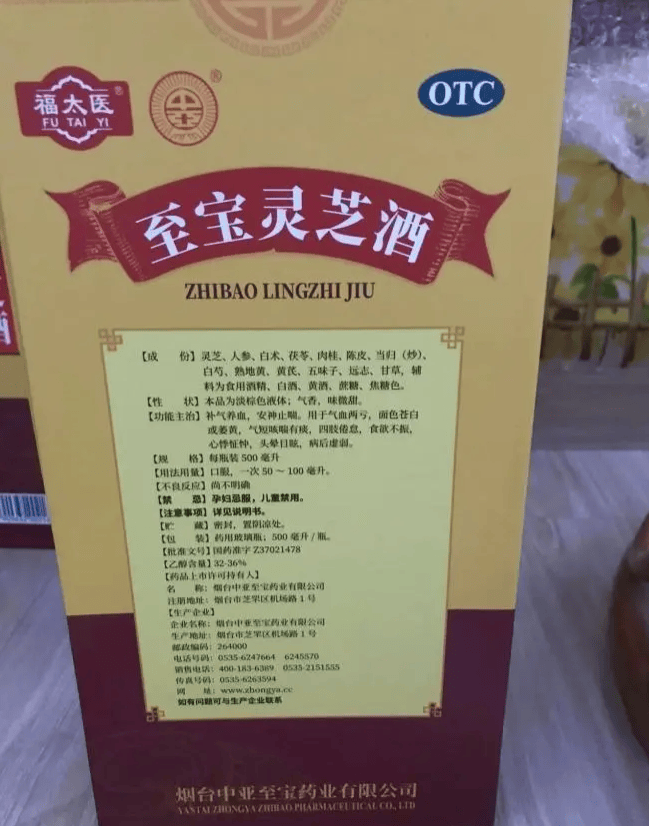 福太医®
FU TAI YI
®
OTC
至宝灵芝酒
ZHIBAO LINGZHI JIU
【成 份】灵芝、人参、白术、茯苓、肉桂、陈皮、当归（炒）、
白芍、熟地黄、黄芪、五味子、远志、甘草，辅
料为食用酒精、白酒、黄酒、蔗糖、焦糖色。
【性 状】本品为淡棕色液体；气香，味微甜。
【功能主治】补气养血，安神止喘。用于气血两亏，面色苍白
或萎黄，气短咳喘有痰，四肢倦怠，食欲不振，
心悸怔忡，头晕目眩，病后虚弱。
【规 格】每瓶装500毫升
【用法用量】口服，一次50～100毫升。
【不良反应】尚不明确
【禁 忌】孕妇忌服，儿童禁用。
【注意事项】详见说明书。
【贮 藏】密封，置阴凉处。
【包 装】药用玻璃瓶；500毫升/瓶。
【批准文号】国药准字Z37021478
【乙醇含量】32-36%
【药品上市许可持有人】
名 称：烟台中亚至宝药业有限公司
注册地址：烟台市芝罘区机场路1号
【生产企业】
企业名称：烟台中亚至宝药业有限公司
生产地址：烟台市芝罘区机场路1号
邮政编码：264000
电话号码：0535-6247664 6245570
销售电话：400-183-6389 0535-2151555
传真号码：0535-6263594
网 址：www.zhongya.cc
如有问题可与生产企业联系
烟台中亚至宝药业有限公司
YANTAI ZHONGYA ZHIBAO PHARMACEUTICAL CO., LTD
酒